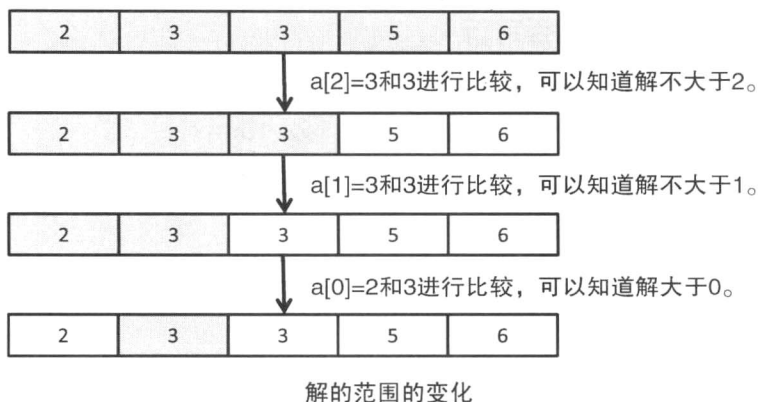 2 3 3 5 6
a[2]=3和3进行比较，可以知道解不大于2。
2 3 3 5 6
a[1]=3和3进行比较，可以知道解不大于1。
2 3 3 5 6
a[0]=2和3进行比较，可以知道解大于0。
2 3 3 5 6
解的范围的变化